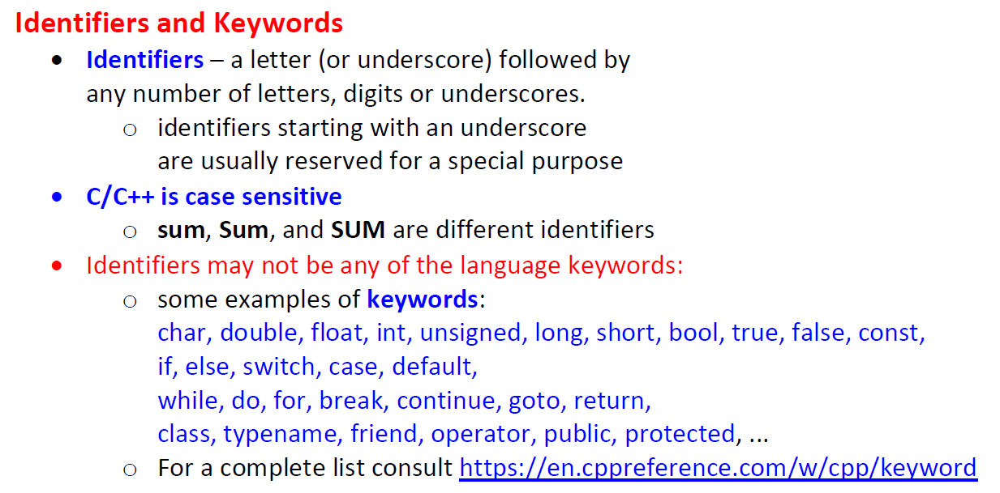 Identifiers and Keywords
• Identifiers – a letter (or underscore) followed by
any number of letters, digits or underscores.
o identifiers starting with an underscore
are usually reserved for a special purpose
• C/C++ is case sensitive
o sum, Sum, and SUM are different identifiers
• Identifiers may not be any of the language keywords:
o some examples of keywords:
char, double, float, int, unsigned, long, short, bool, true, false, const,
if, else, switch, case, default,
while, do, for, break, continue, goto, return,
class, typename, friend, operator, public, protected, ...
o For a complete list consult https://en.cppreference.com/w/cpp/keyword